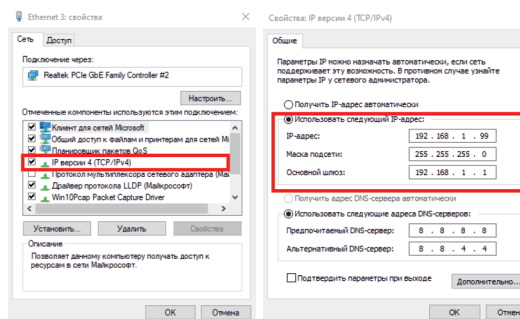 Ethernet 3: свойства
Сеть
Доступ
Подключение через:
Realtek PCIe GbE Family Controller #2
Настроить...
Отмеченные компоненты используются этим подключением:
Клиент для сетей Microsoft
Общий доступ к файлам и принтерам для сетей Mi
Планировщик пакетов QoS
IP версии 4 (TCP/IPv4)
Протокол мультиплексора сетевого адаптера (Ма
Драйвер протокола LLDP (Майкрософт)
Win10Pcap Packet Capture Driver
Установить...
Удалить
Свойства
Описание
Позволяет данному компьютеру получать доступ к
ресурсам в сети Майкрософт.
OK
Отмена
Свойства: IP версии 4 (TCP/IPv4)
Общие
Параметры IP можно назначать автоматически, если сеть
поддерживает эту возможность. В противном случае узнайте
параметры IP у сетевого администратора.
Получить IP-адрес автоматически
Использовать следующий IP-адрес:
IP-адрес: 192 . 168 . 1 . 99
Маска подсети: 255 . 255 . 255 . 0
Основной шлюз: 192 . 168 . 1 . 1
Получить адрес DNS-сервера автоматически
Использовать следующие адреса DNS-серверов:
Предпочитаемый DNS-сервер: 8 . 8 . 8 . 8
Альтернативный DNS-сервер: 8 . 8 . 4 . 4
Подтвердить параметры при выходе
Дополнительно...
OK
Отмен